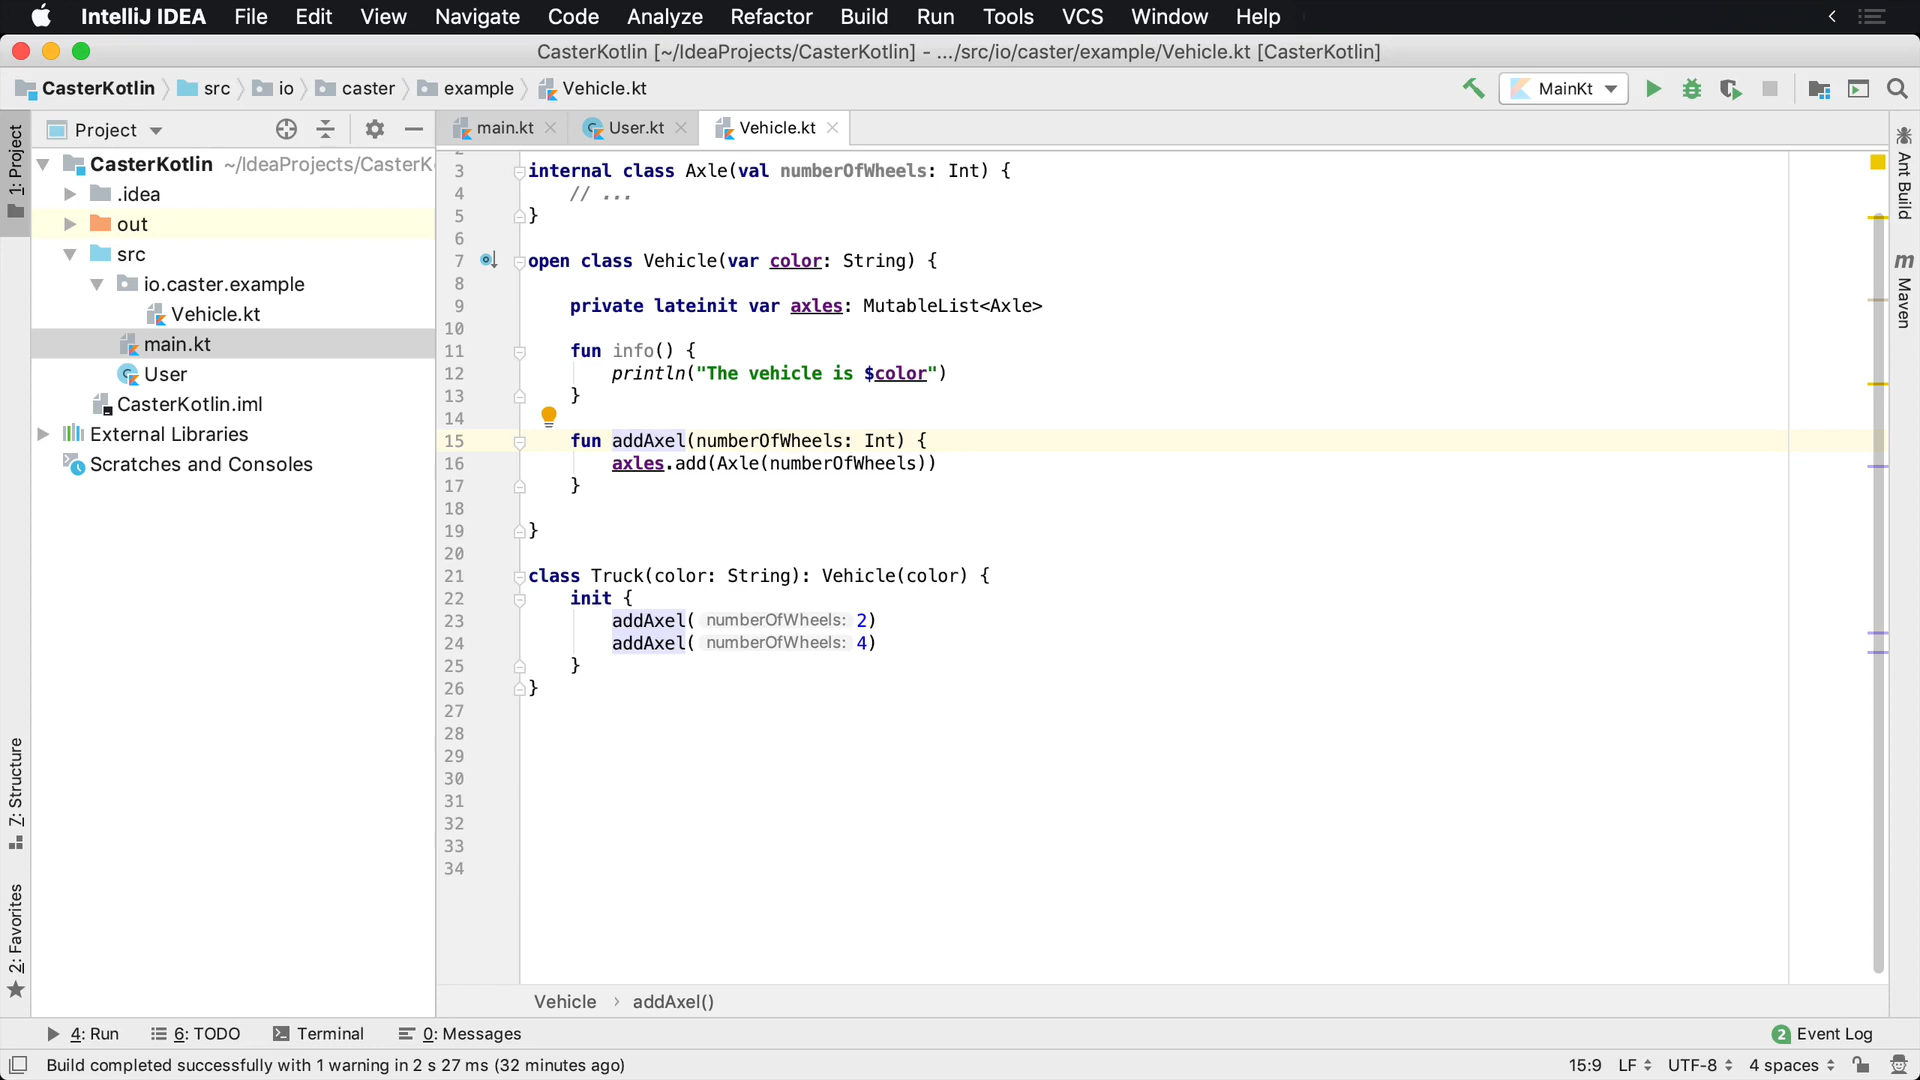 IntelliJ IDEA File Edit View Navigate Code Analyze Refactor Build Run Tools VCS Window Help
CasterKotlin [~/IdeaProjects/CasterKotlin] - .../src/io/caster/example/Vehicle.kt [CasterKotlin]
CasterKotlin src io caster example Vehicle.kt MainKt
Project
main.kt User.kt Vehicle.kt
1: Project
Z: Structure
2: Favorites
CasterKotlin ~/IdeaProjects/CasterK
.idea
out
src
io.caster.example
Vehicle.kt
main.kt
User
CasterKotlin.iml
External Libraries
Scratches and Consoles
3 internal class Axle(val numberOfWheels: Int) {
4 // ...
5 }
6
7 open class Vehicle(var color: String) {
8
9 private lateinit var axles: MutableList<Axle>
10
11 fun info() {
12 println("The vehicle is $color")
13 }
14
15 fun addAxel(numberOfWheels: Int) {
16 axles.add(Axle(numberOfWheels))
17 }
18
19 }
20
21 class Truck(color: String): Vehicle(color) {
22 init {
23 addAxel( numberOfWheels: 2)
24 addAxel( numberOfWheels: 4)
25 }
26 }
27
28
29
30
31
32
33
34
Ant Build
m Maven
Vehicle › addAxel()
4: Run 6: TODO Terminal 0: Messages 2 Event Log
Build completed successfully with 1 warning in 2 s 27 ms (32 minutes ago) 15:9 LF UTF-8 4 spaces